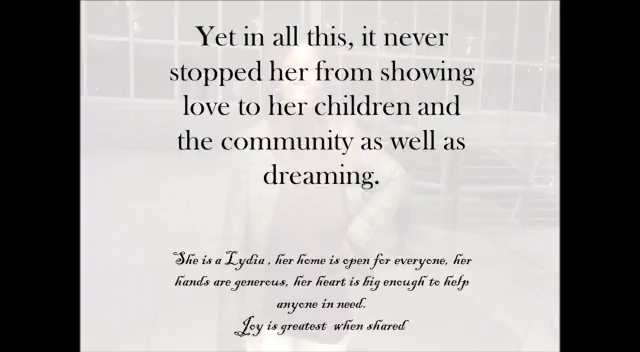 Yet in all this, it never
stopped her from showing
love to her children and
the community as well as
dreaming.
She is a Lydia , her home is open for everyone, her
hands are generous, her heart is big enough to help
anyone in need.
Joy is greatest when shared